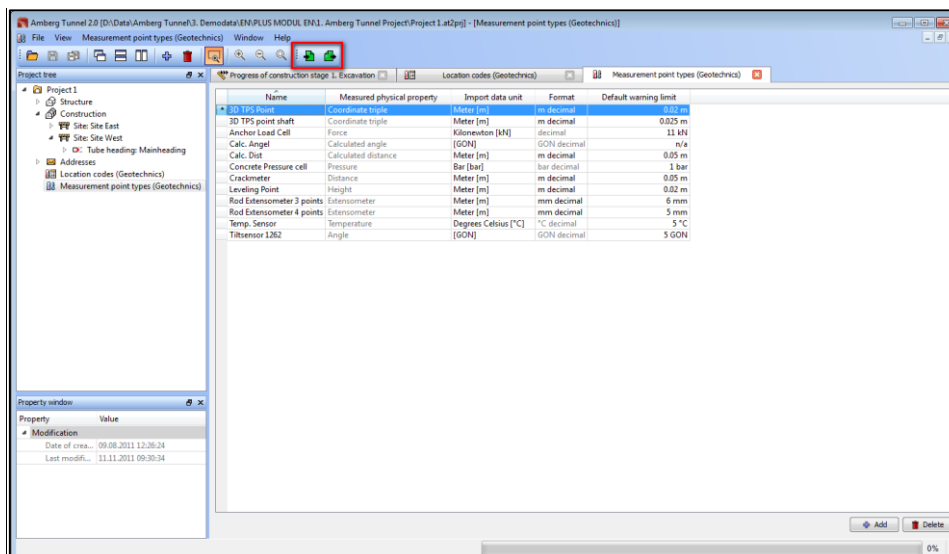 Amberg Tunnel 2.0 [D:\Data\Amberg Tunnel\3. Demodata\EN\PLUS MODUL EN\1. Amberg Tunnel Project\Project 1.at2prj] - [Measurement point types (Geotechnics)]
File View Measurement point types (Geotechnics) Window Help
Project tree
Progress of construction stage 1. Excavation Location codes (Geotechnics) Measurement point types (Geotechnics)
Project 1
Structure
Construction
Site: Site East
Site: Site West
Tube heading: Mainheading
Addresses
Location codes (Geotechnics)
Measurement point types (Geotechnics)
Name Measured physical property Import data unit Format Default warning limit
* 3D TPS Point Coordinate triple Meter [m] m decimal 0.02 m
3D TPS point shaft Coordinate triple Meter [m] m decimal 0.025 m
Anchor Load Cell Force Kilonewton [kN] decimal 11 kN
Calc. Angel Calculated angle [GON] GON decimal n/a
Calc. Dist Calculated distance Meter [m] m decimal 0.05 m
Concrete Pressure cell Pressure Bar [bar] bar decimal 1 bar
Crackmeter Distance Meter [m] m decimal 0.05 m
Leveling Point Height Meter [m] m decimal 0.02 m
Rod Extensometer 3 points Extensometer Meter [m] mm decimal 6 mm
Rod Extensometer 4 points Extensometer Meter [m] mm decimal 5 mm
Temp. Sensor Temperature Degrees Celsius [°C] °C decimal 5 °C
Tiltsensor 1262 Angle [GON] GON decimal 5 GON
Property window
Property Value
Modification
Date of crea... 09.08.2011 12:26:24
Last modifi... 11.11.2011 09:30:34
Add Delete
0%